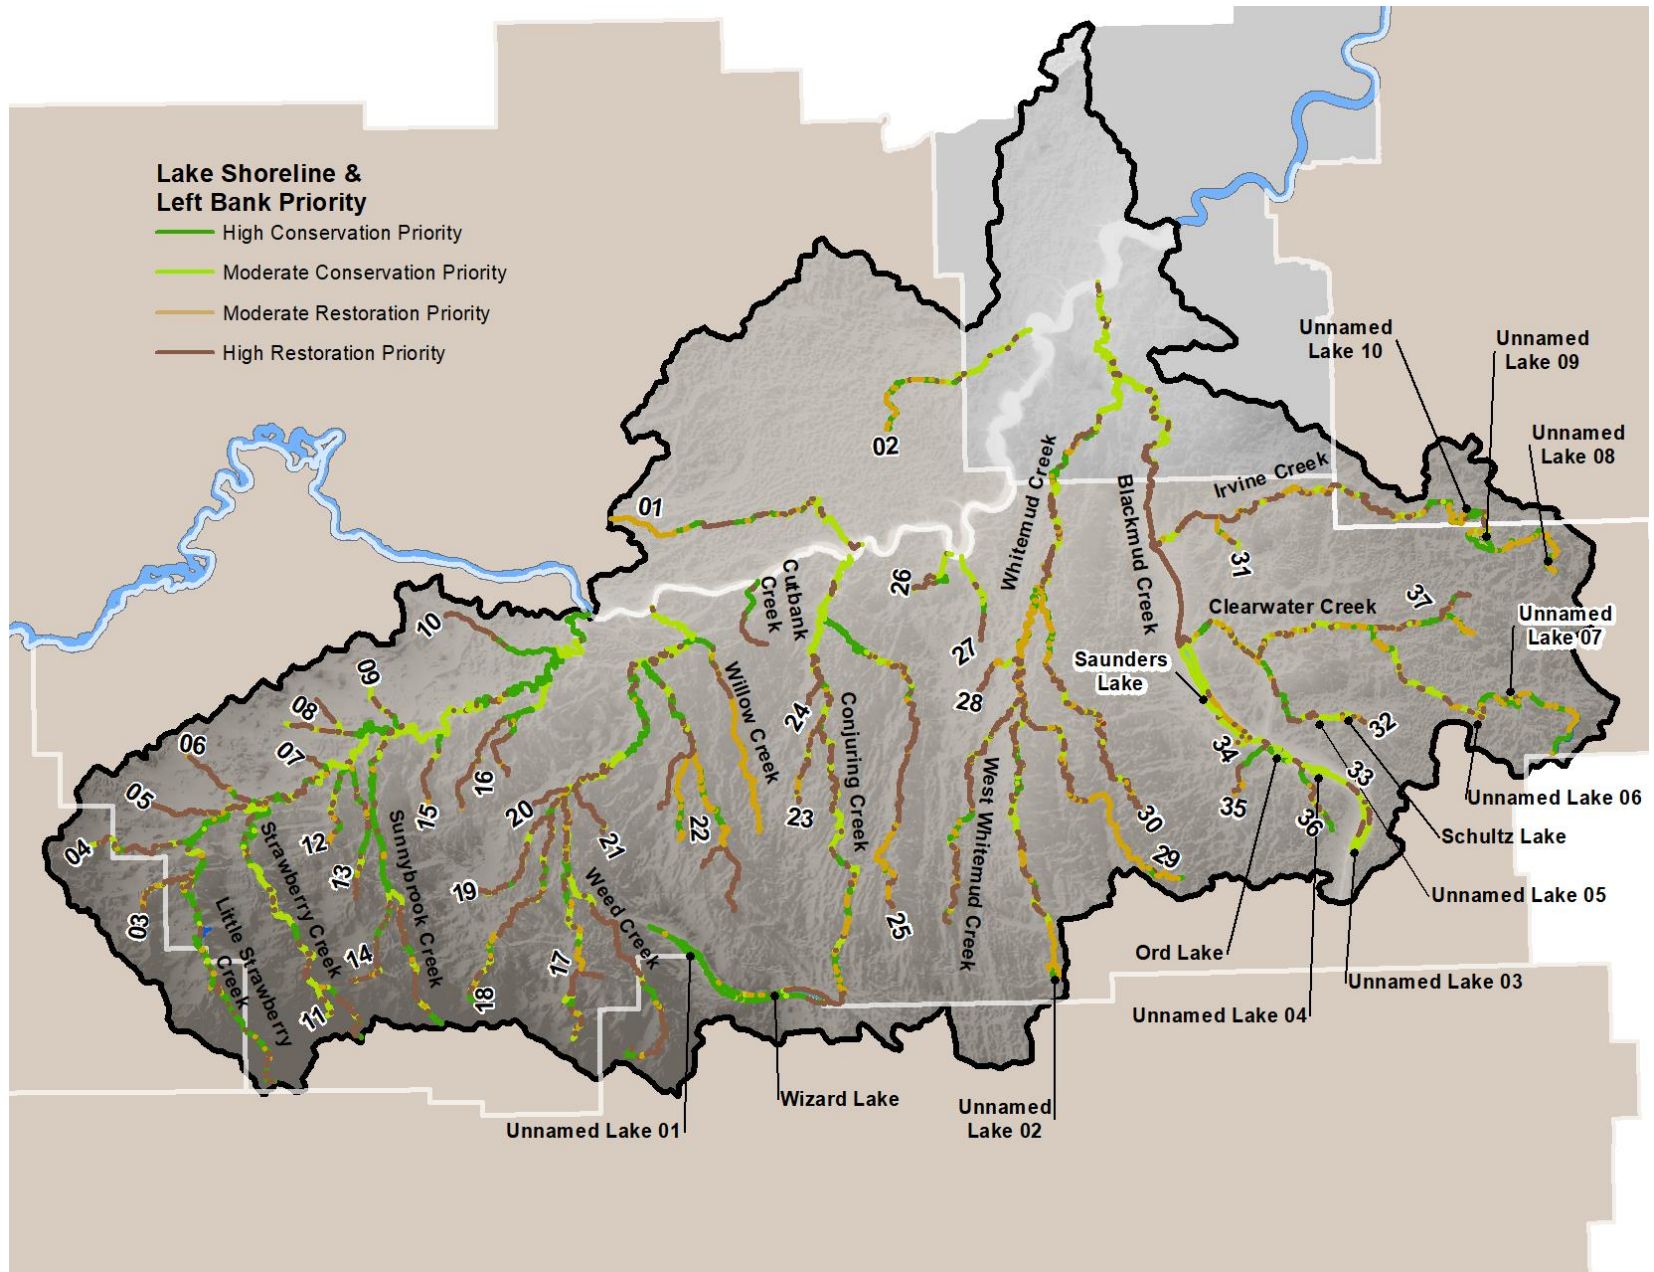 Lake Shoreline &
Left Bank Priority
High Conservation Priority
Moderate Conservation Priority
Moderate Restoration Priority
High Restoration Priority
Unnamed
Lake 10
Unnamed
Lake 09
Unnamed
Lake 08
02
01
Whitemud Creek
Blackmud Creek
Irvine Creek
31
Cutbank
Creek
26
27
28
10
09
08
07
06
05
04
03
Clearwater Creek
37
Unnamed
Lake 07
Saunders
Lake
Willow Creek
24
23
Conjuring Creek
16
15
20
21
22
19
12
13
Strawberry Creek
Sunnybrook Creek
Little Strawberry
Creek
14
11
18
17
Weed Creek
25
West Whitemud Creek
30
29
34
35
36
33
32
Unnamed Lake 06
Schultz Lake
Unnamed Lake 05
Ord Lake
Unnamed Lake 03
Unnamed Lake 04
Wizard Lake
Unnamed Lake 01
Unnamed
Lake 02